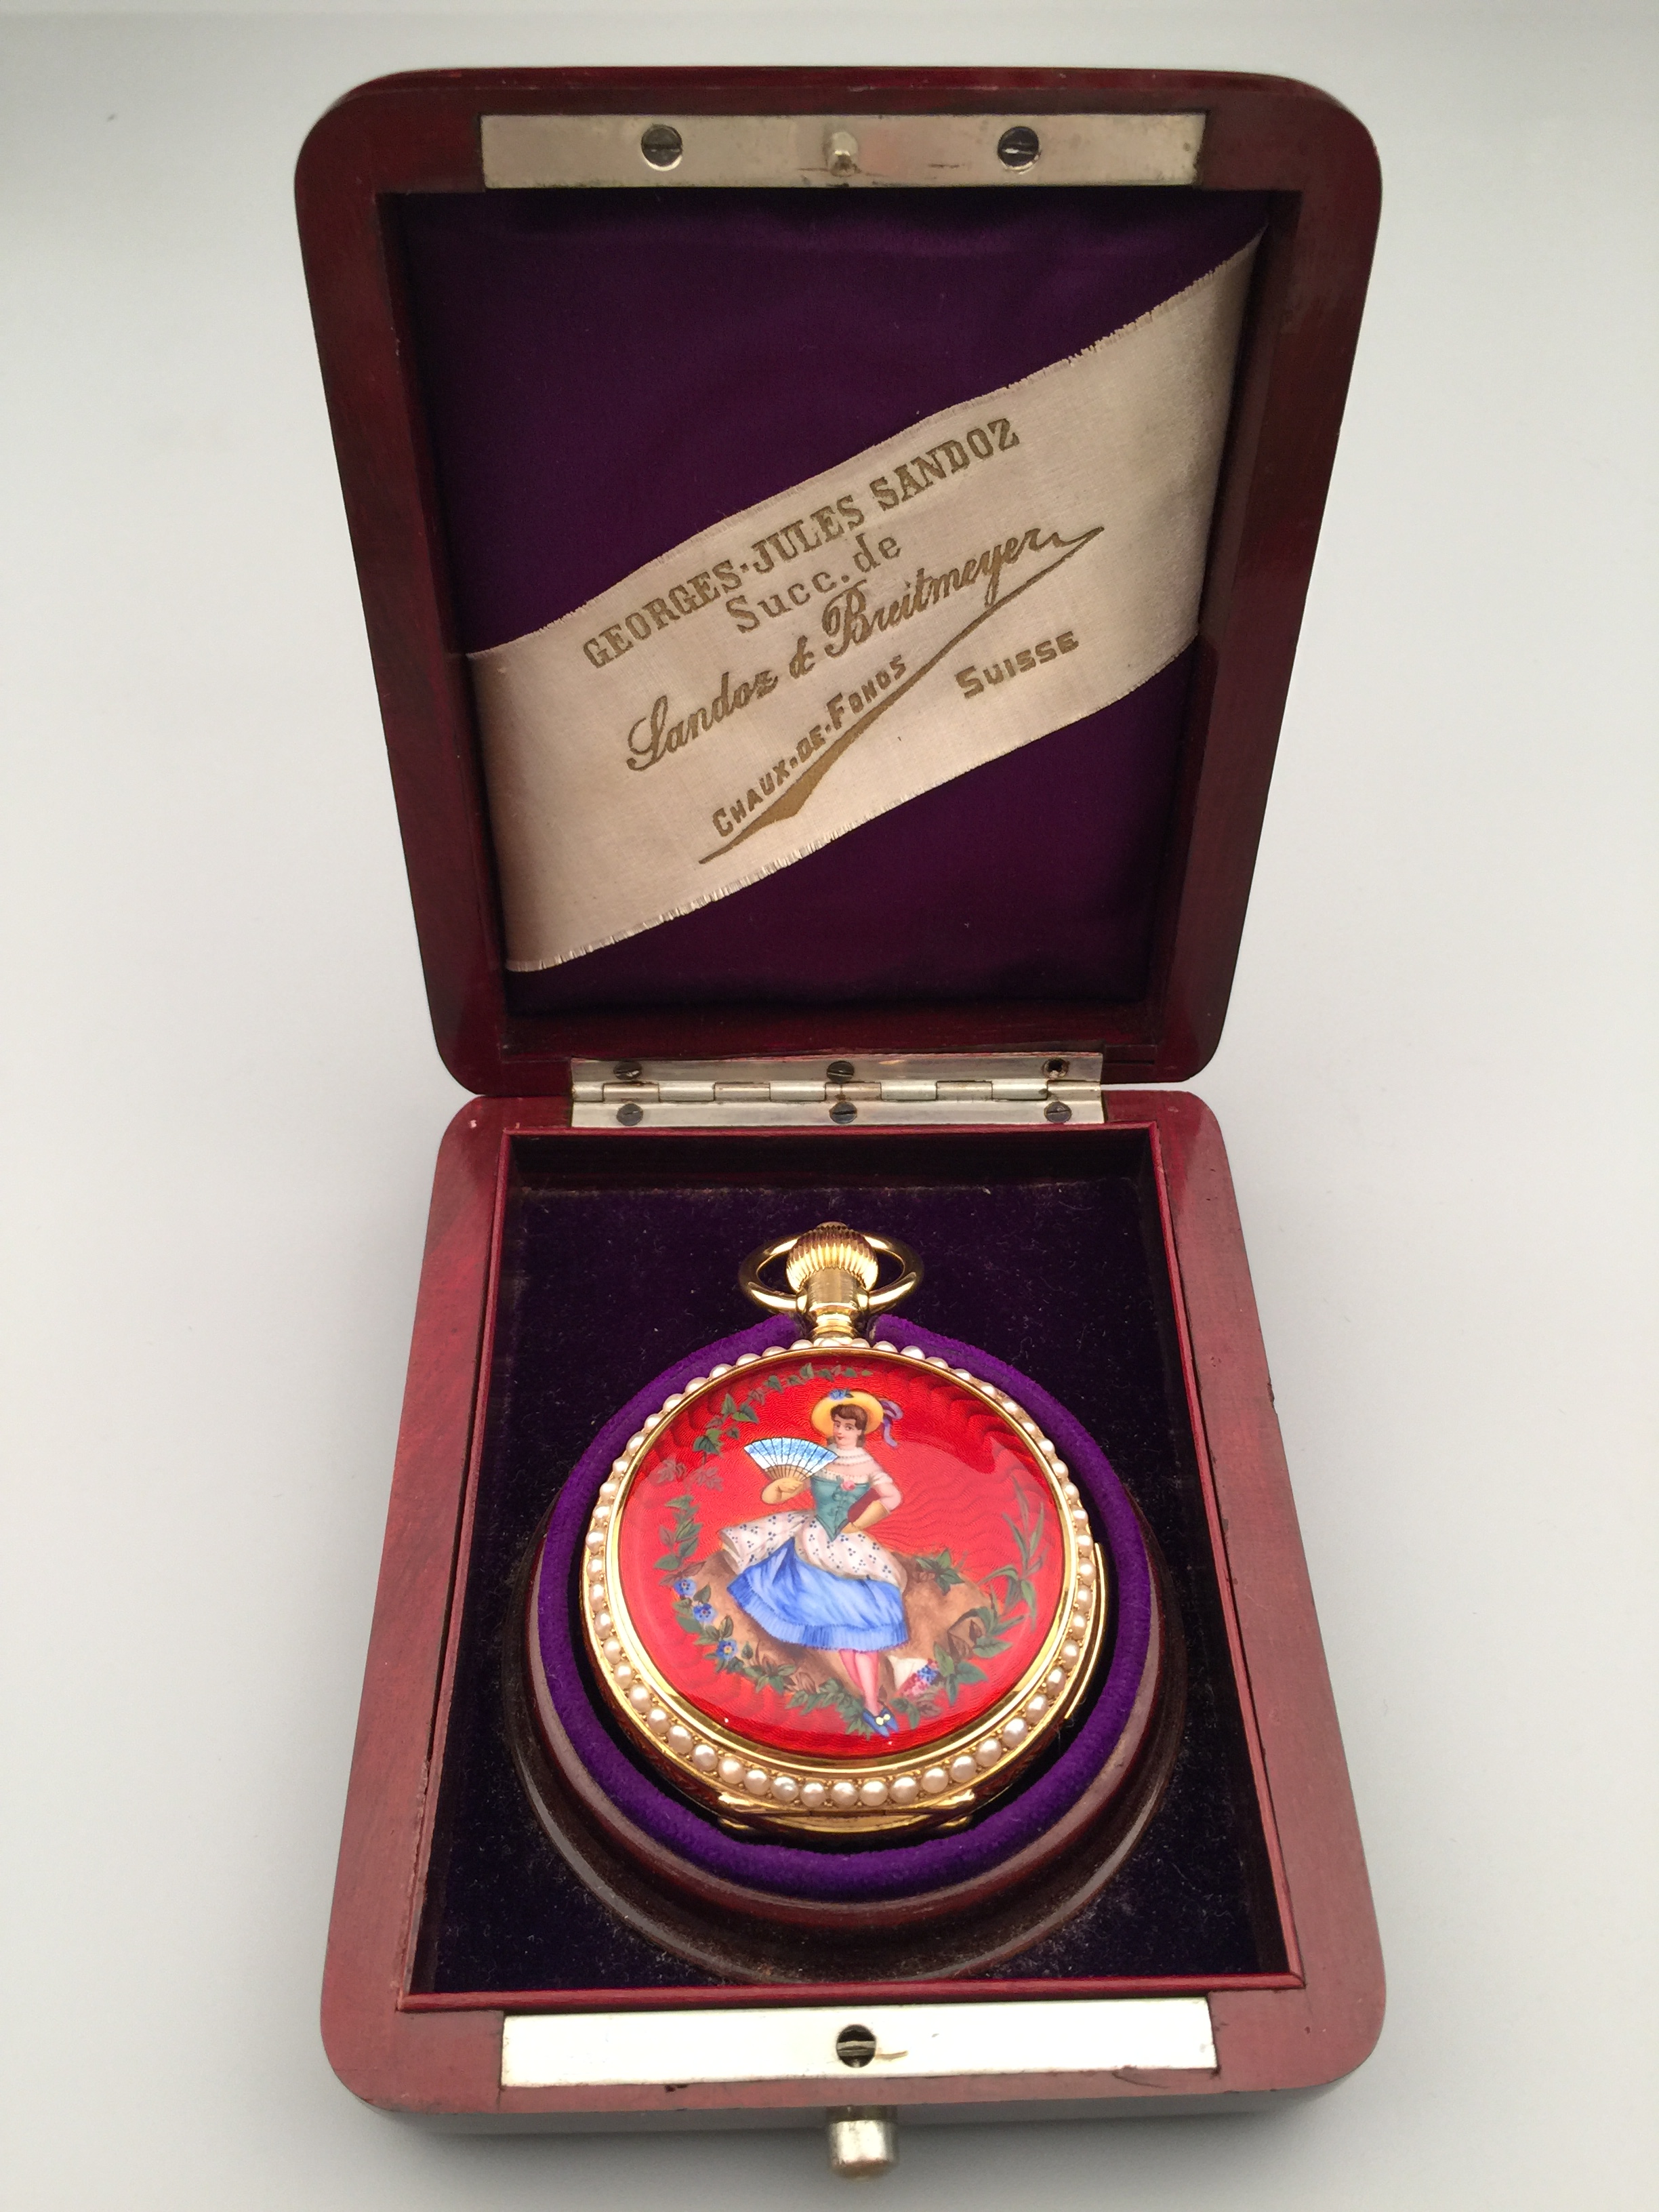 GEORGES-JULES SANDOZ
Succ. de
Sandoz & Breitmeyer
CHAUX-DE-FONDS
SUISSE